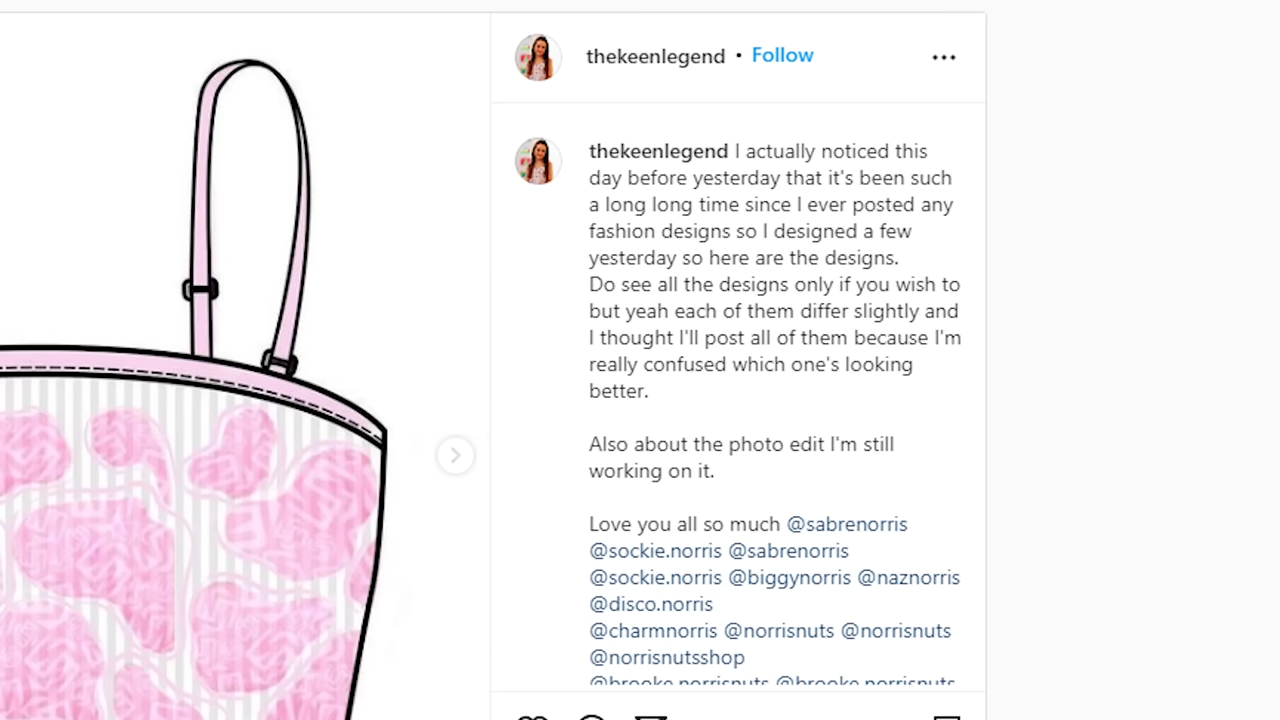 thekeenlegend • Follow
thekeenlegend I actually noticed this
day before yesterday that it's been such
a long long time since I ever posted any
fashion designs so I designed a few
yesterday so here are the designs.
Do see all the designs only if you wish to
but yeah each of them differ slightly and
I thought I'll post all of them because I'm
really confused which one's looking
better.
Also about the photo edit I'm still
working on it.
Love you all so much @sabrenorris
@sockie.norris @sabrenorris
@sockie.norris @biggynorris @naznorris
@disco.norris
@charmnorris @norrisnuts @norrisnuts
@norrisnutsshop
@brooke.norrisnuts @brooke.norrisnuts